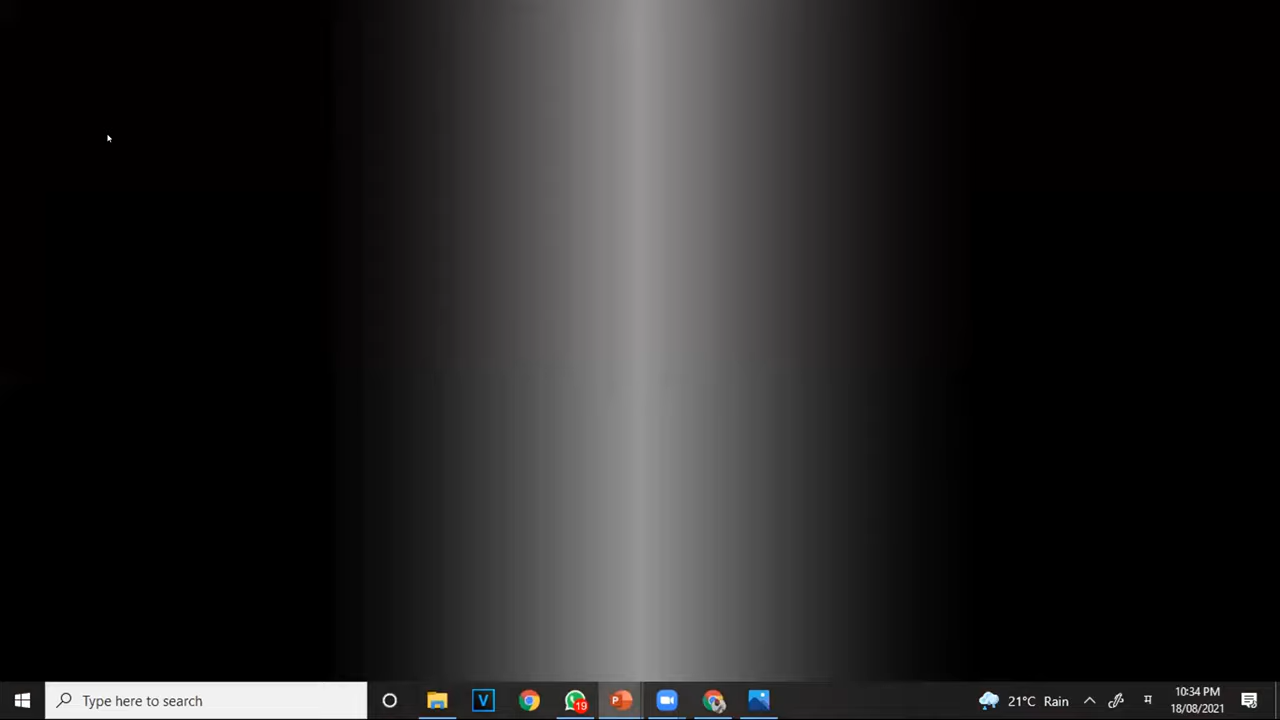 Type here to search
V
19
P
21°C Rain
10:34 PM
18/08/2021